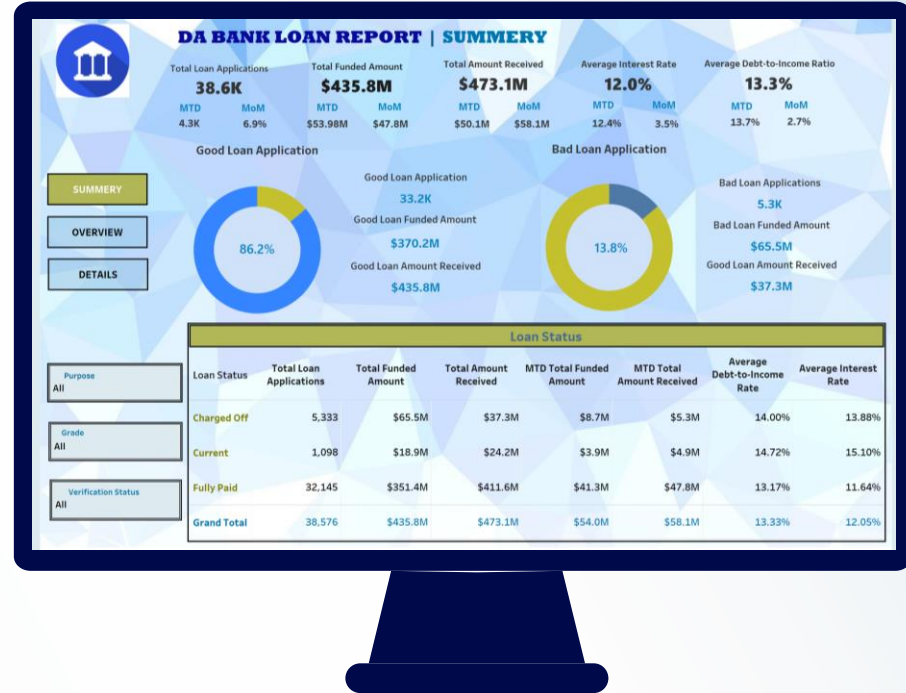 DA BANK LOAN REPORT | SUMMERY
Total Loan Applications
38.6K
MTD MoM
4.3K 6.9%
Total Funded Amount
$435.8M
MTD MoM
$53.98M $47.8M
Total Amount Received
$473.1M
MTD MoM
$50.1M $58.1M
Average Interest Rate
12.0%
MTD MoM
12.4% 3.5%
Average Debt-to-Income Ratio
13.3%
MTD MoM
13.7% 2.7%
SUMMERY
OVERVIEW
DETAILS
Good Loan Application
86.2%
Good Loan Application
33.2K
Good Loan Funded Amount
$370.2M
Good Loan Amount Received
$435.8M
Bad Loan Application
13.8%
Bad Loan Applications
5.3K
Bad Loan Funded Amount
$65.5M
Good Loan Amount Received
$37.3M
Purpose
All
Grade
All
Verification Status
All
Loan Status
Loan Status Total Loan Applications Total Funded Amount Total Amount Received MTD Total Funded Amount MTD Total Amount Received Average Debt-to-Income Rate Average Interest Rate
Charged Off 5,333 $65.5M $37.3M $8.7M $5.3M 14.00% 13.88%
Current 1,098 $18.9M $24.2M $3.9M $4.9M 14.72% 15.10%
Fully Paid 32,145 $351.4M $411.6M $41.3M $47.8M 13.17% 11.64%
Grand Total 38,576 $435.8M $473.1M $54.0M $58.1M 13.33% 12.05%